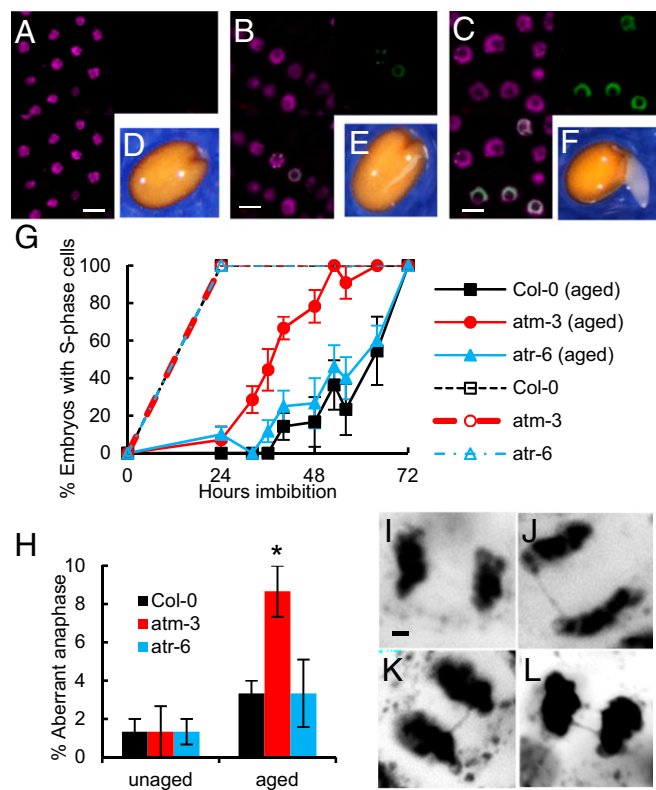 A
B
C
D
E
F
G
% Embryos with S-phase cells
100
80
60
40
20
0
0
24
48
72
Hours imbibition
Col-0 (aged)
atm-3 (aged)
atr-6 (aged)
Col-0
atm-3
atr-6
H
% Aberrant anaphase
10
8
6
4
2
0
*
Col-0
atm-3
atr-6
unaged
aged
I
J
K
L